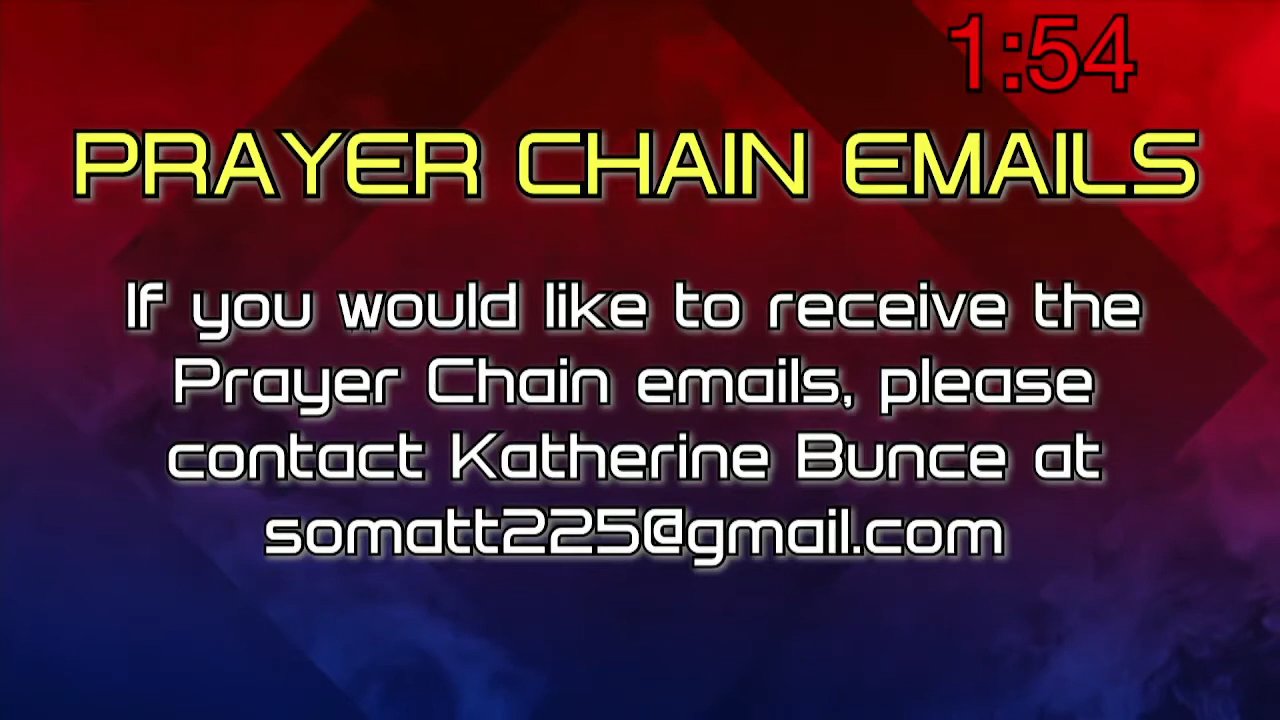 1:54
PRAYER CHAIN EMAILS
If you would like to receive the
Prayer Chain emails, please
contact Katherine Bunce at
somatt225@gmail.com